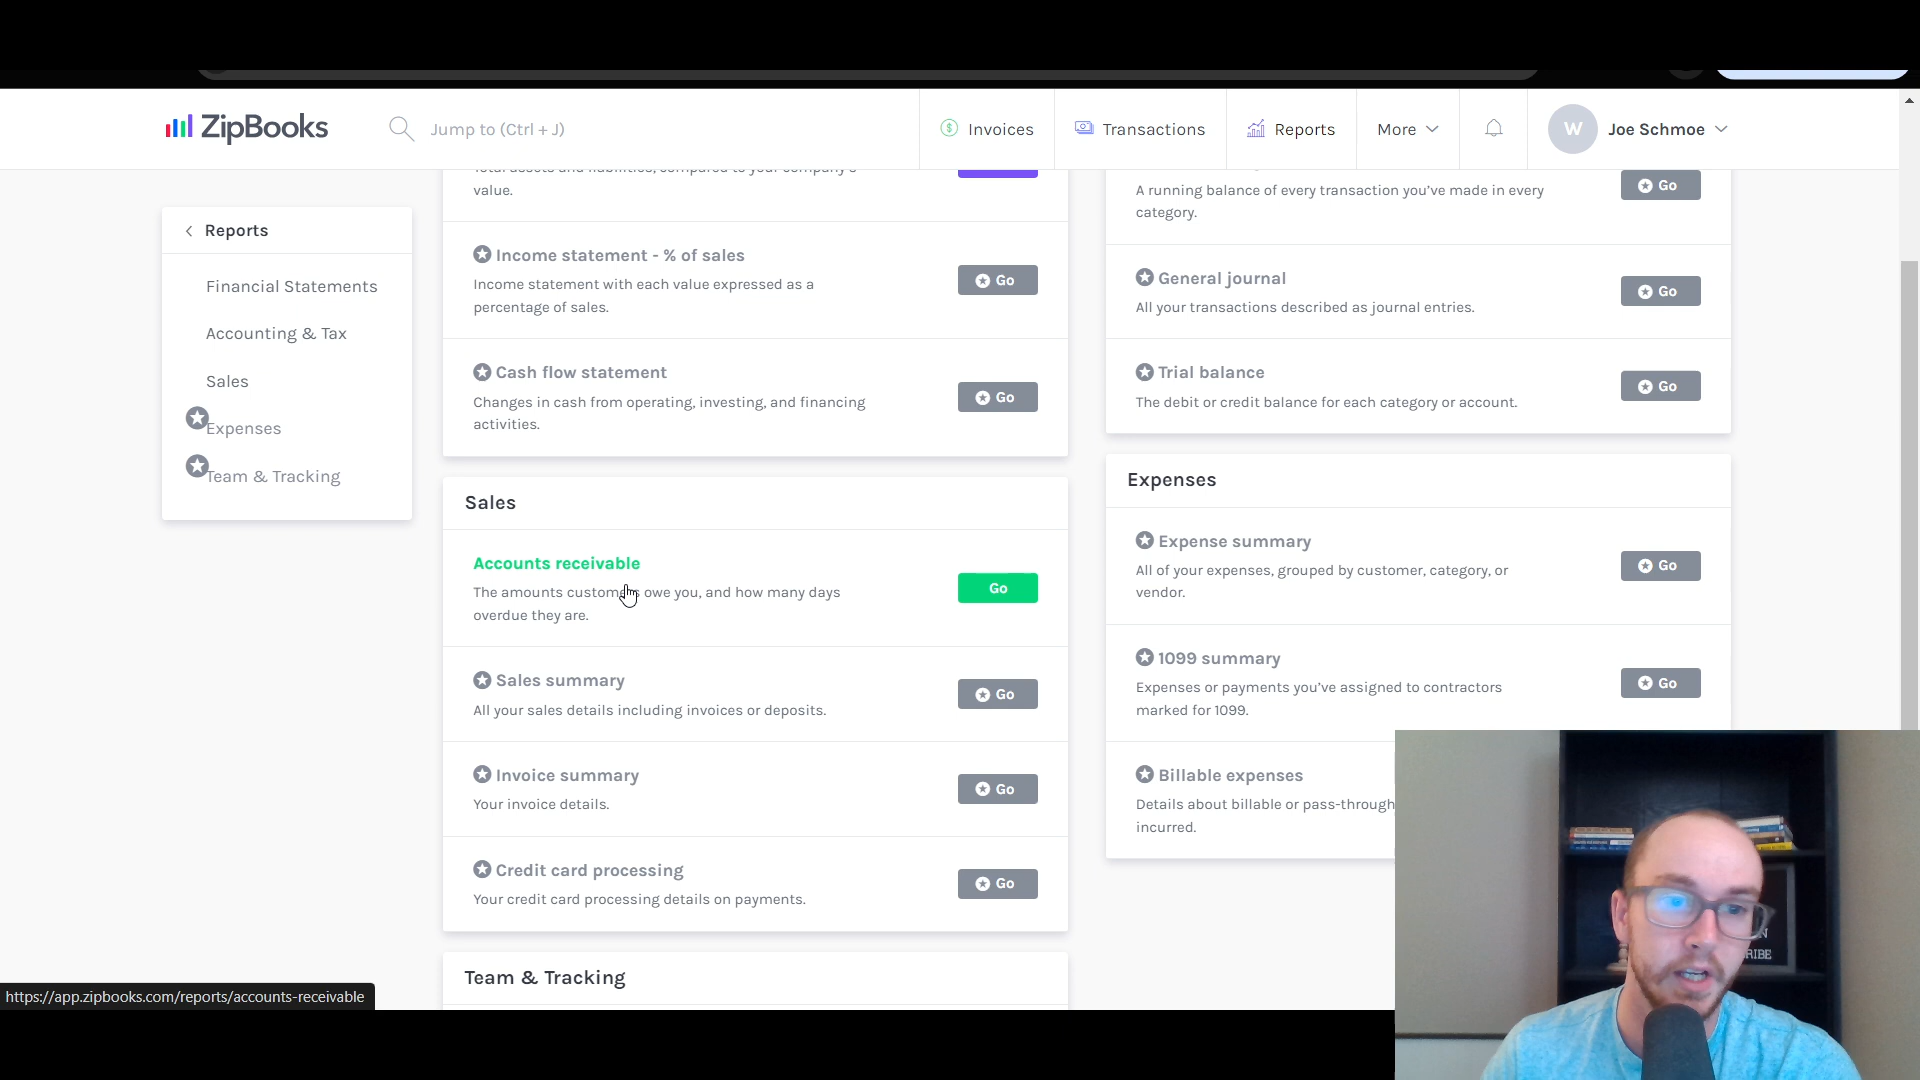 ZipBooks
Jump to (Ctrl + J)
Invoices
Transactions
Reports
More
W
Joe Schmoe
Reports
Financial Statements
Accounting & Tax
Sales
Expenses
Team & Tracking
Total assets and liabilities, compared to your company's
value.
Income statement - % of sales
Income statement with each value expressed as a
percentage of sales.
Go
Cash flow statement
Changes in cash from operating, investing, and financing
activities.
Go
Sales
Accounts receivable
The amounts customers owe you, and how many days
overdue they are.
Go
Sales summary
All your sales details including invoices or deposits.
Go
Invoice summary
Your invoice details.
Go
Credit card processing
Your credit card processing details on payments.
Go
Team & Tracking
A running balance of every transaction you've made in every
category.
Go
General journal
All your transactions described as journal entries.
Go
Trial balance
The debit or credit balance for each category or account.
Go
Expenses
Expense summary
All of your expenses, grouped by customer, category, or
vendor.
Go
1099 summary
Expenses or payments you've assigned to contractors
marked for 1099.
Go
Billable expenses
Details about billable or pass-through
incurred.
https://app.zipbooks.com/reports/accounts-receivable